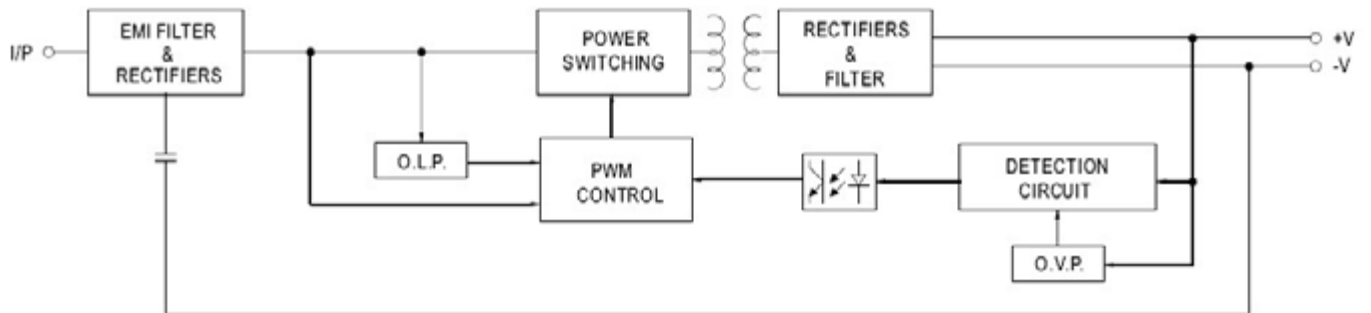 I/P
EMI FILTER
&
RECTIFIERS
POWER
SWITCHING
RECTIFIERS
&
FILTER
+V
-V
O.L.P.
PWM
CONTROL
DETECTION
CIRCUIT
O.V.P.